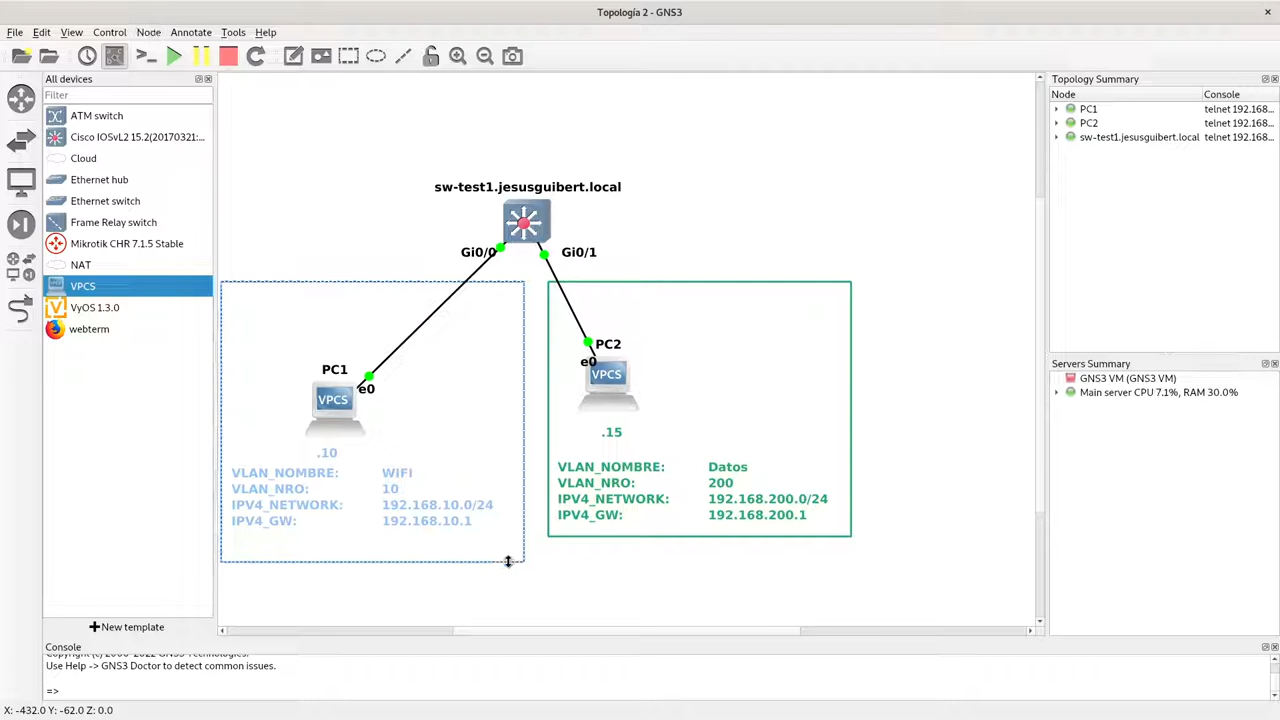 Topología 2 - GNS3
File Edit View Control Node Annotate Tools Help
All devices
Filter
ATM switch
Cisco IOSvL2 15.2(20170321:...
Cloud
Ethernet hub
Ethernet switch
Frame Relay switch
Mikrotik CHR 7.1.5 Stable
NAT
VPCS
VyOS 1.3.0
webterm
New template
sw-test1.jesusguibert.local
Gi0/0
Gi0/1
PC1
e0
VPCS
.10
VLAN_NOMBRE: WIFI
VLAN_NRO: 10
IPV4_NETWORK: 192.168.10.0/24
IPV4_GW: 192.168.10.1
PC2
e0
VPCS
.15
VLAN_NOMBRE: Datos
VLAN_NRO: 200
IPV4_NETWORK: 192.168.200.0/24
IPV4_GW: 192.168.200.1
Topology Summary
Node Console
PC1 telnet 192.168...
PC2 telnet 192.168...
sw-test1.jesusguibert.local telnet 192.168...
Servers Summary
GNS3 VM (GNS3 VM)
Main server CPU 7.1%, RAM 30.0%
Console
Copyright (c) 2006-2022 GNS3 Technologies.
Use Help -> GNS3 Doctor to detect common issues.
=>
X: -432.0 Y: -62.0 Z: 0.0